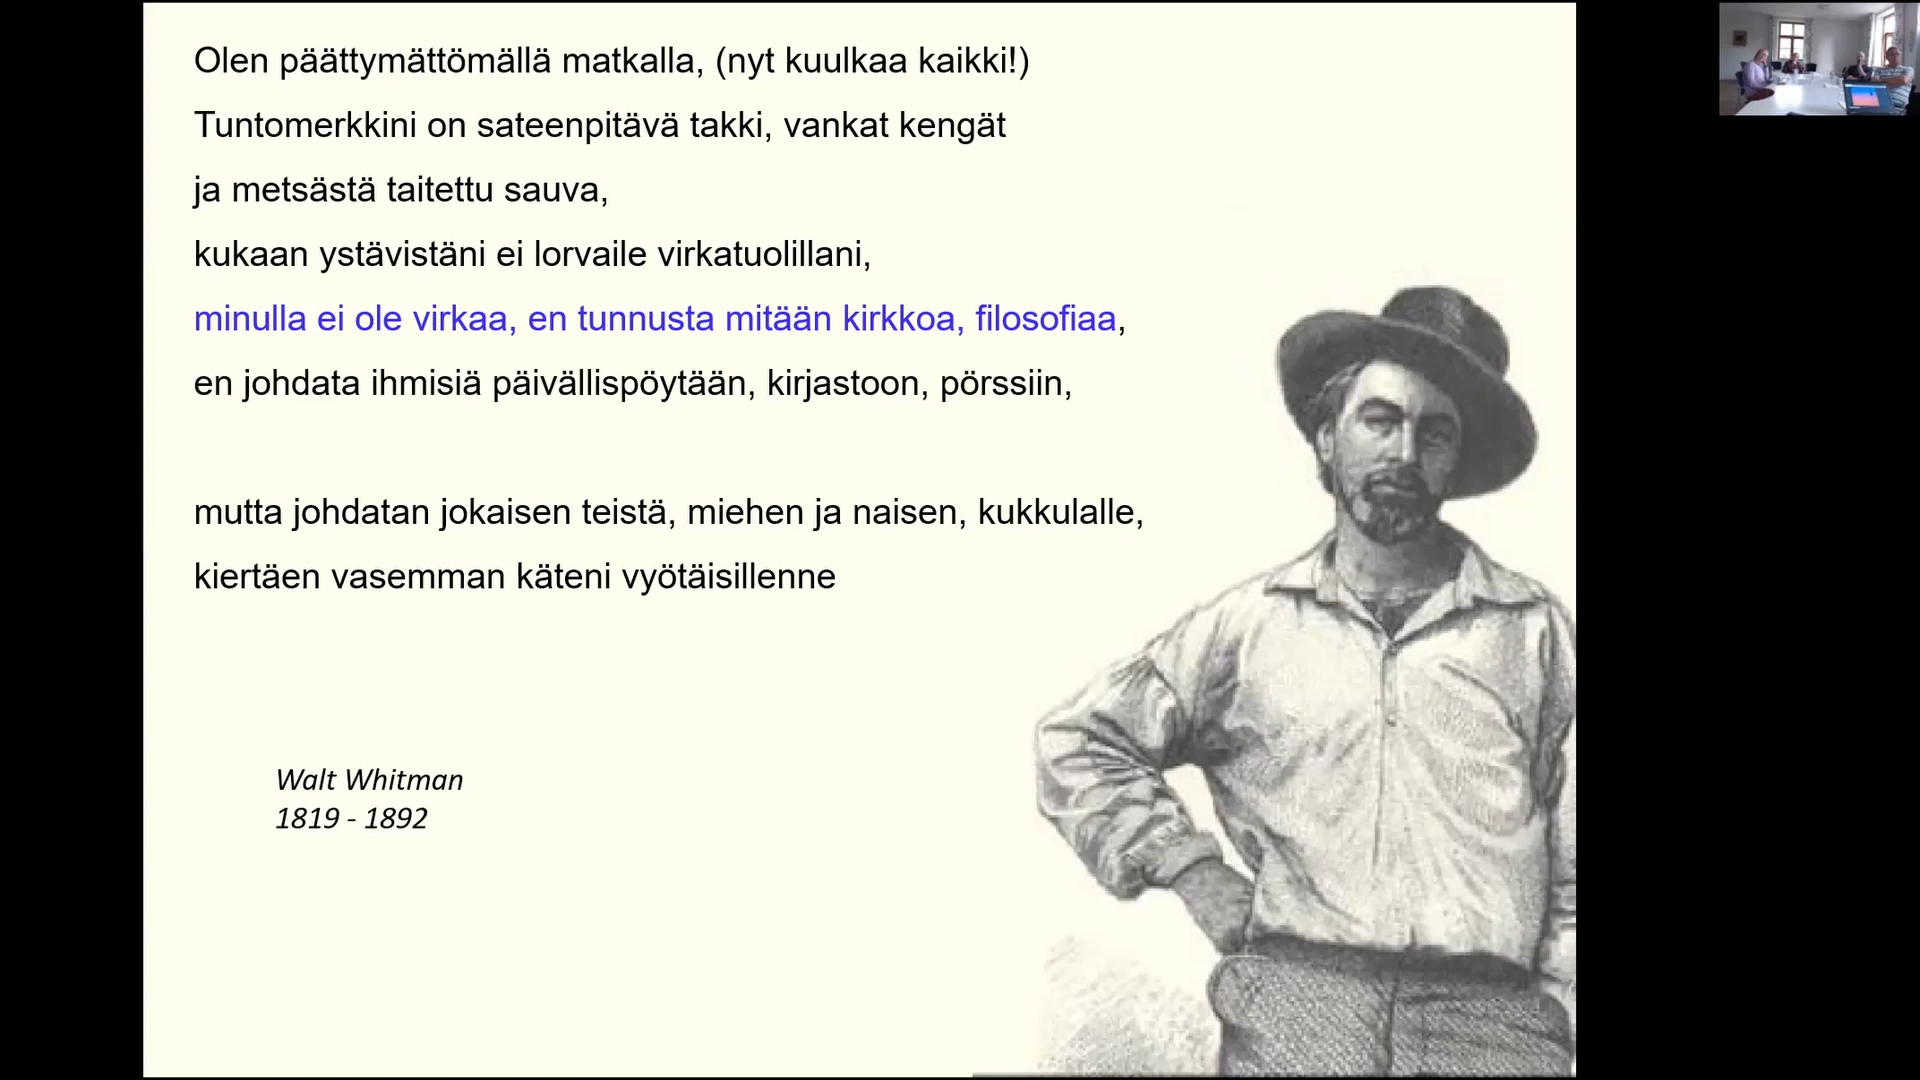 Olen päättymättömällä matkalla, (nyt kuulkaa kaikki!)
Tuntomerkkini on sateenpitävä takki, vankat kengät
ja metsästä taitettu sauva,
kukaan ystävistäni ei lorvaile virkatuolillani,
minulla ei ole virkaa, en tunnusta mitään kirkkoa, filosofiaa,
en johdata ihmisiä päivällispöytään, kirjastoon, pörssiin,
mutta johdatan jokaisen teistä, miehen ja naisen, kukkulalle,
kiertäen vasemman käteni vyötäisillenne
Walt Whitman
1819 - 1892